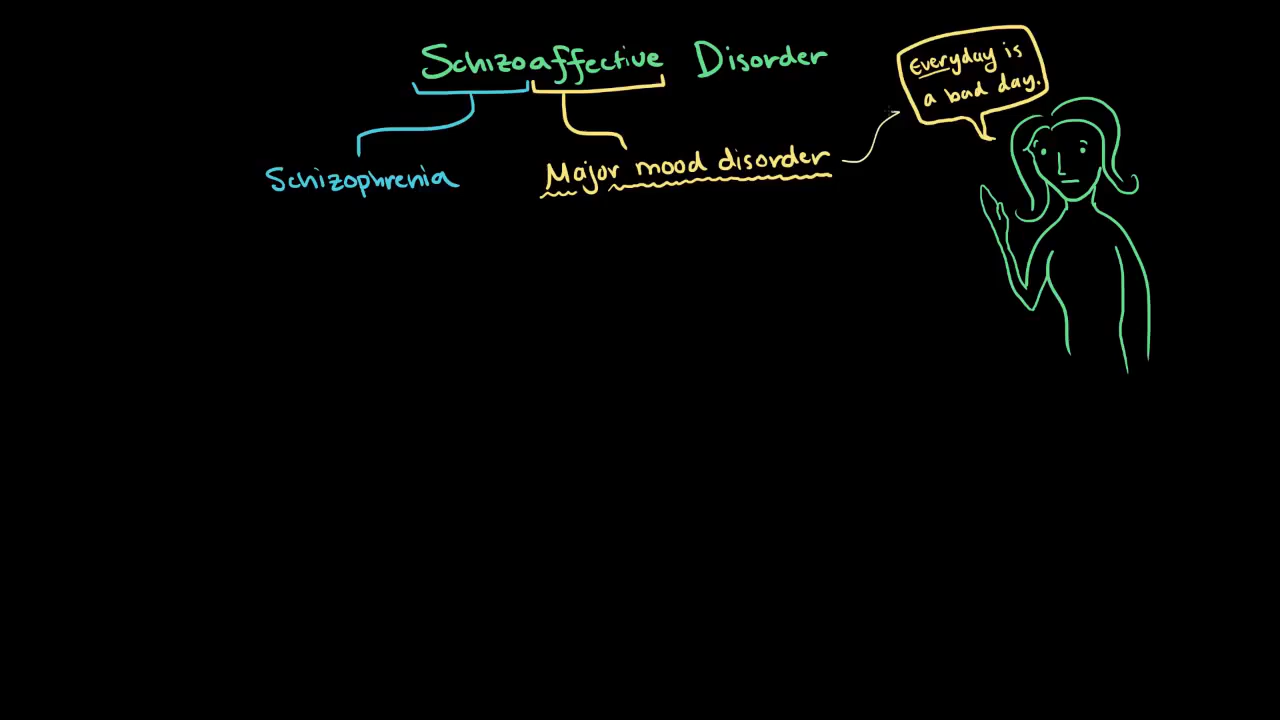 Schizoaffective Disorder
Everyday is
a bad day.
Schizophrenia
Major mood disorder